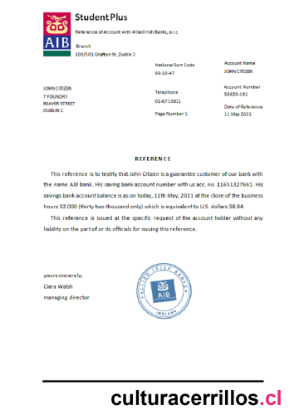 StudentPlus
Reference of Account with Allied Irish Banks, p.l.c.
AIB
Branch
100/101 Grafton St, Dublin 2
National Sort Code
93-10-47
Account Name
JOHN CITIZEN
JOHN CITIZEN
7 FOUNDRY
BEAVER STREET
DUBLIN 1
Telephone
01-6713011
Account Number
Date of Reference
11 May 2021
Page Number 1
REFERENCE
This reference is to testify that John Citizen is a guarantee customer of our bank with
the name AIB Bank. His saving bank account number with us acc. no. 11651327661. His
savings bank account balance is as on today, 11th May, 2021 at the close of the business
hours 32.000 (thirty two thousand only) which is equivalent to U.S. dollars 38.04.
This reference is issued at the specific request of the account holder without any
liability on the part of or its officials for issuing this reference.
yours sincerely,
Ciara Walsh
managing director
ALLIED IRISH BANKS
AIB
IRELAND
culturacerrillos.cl